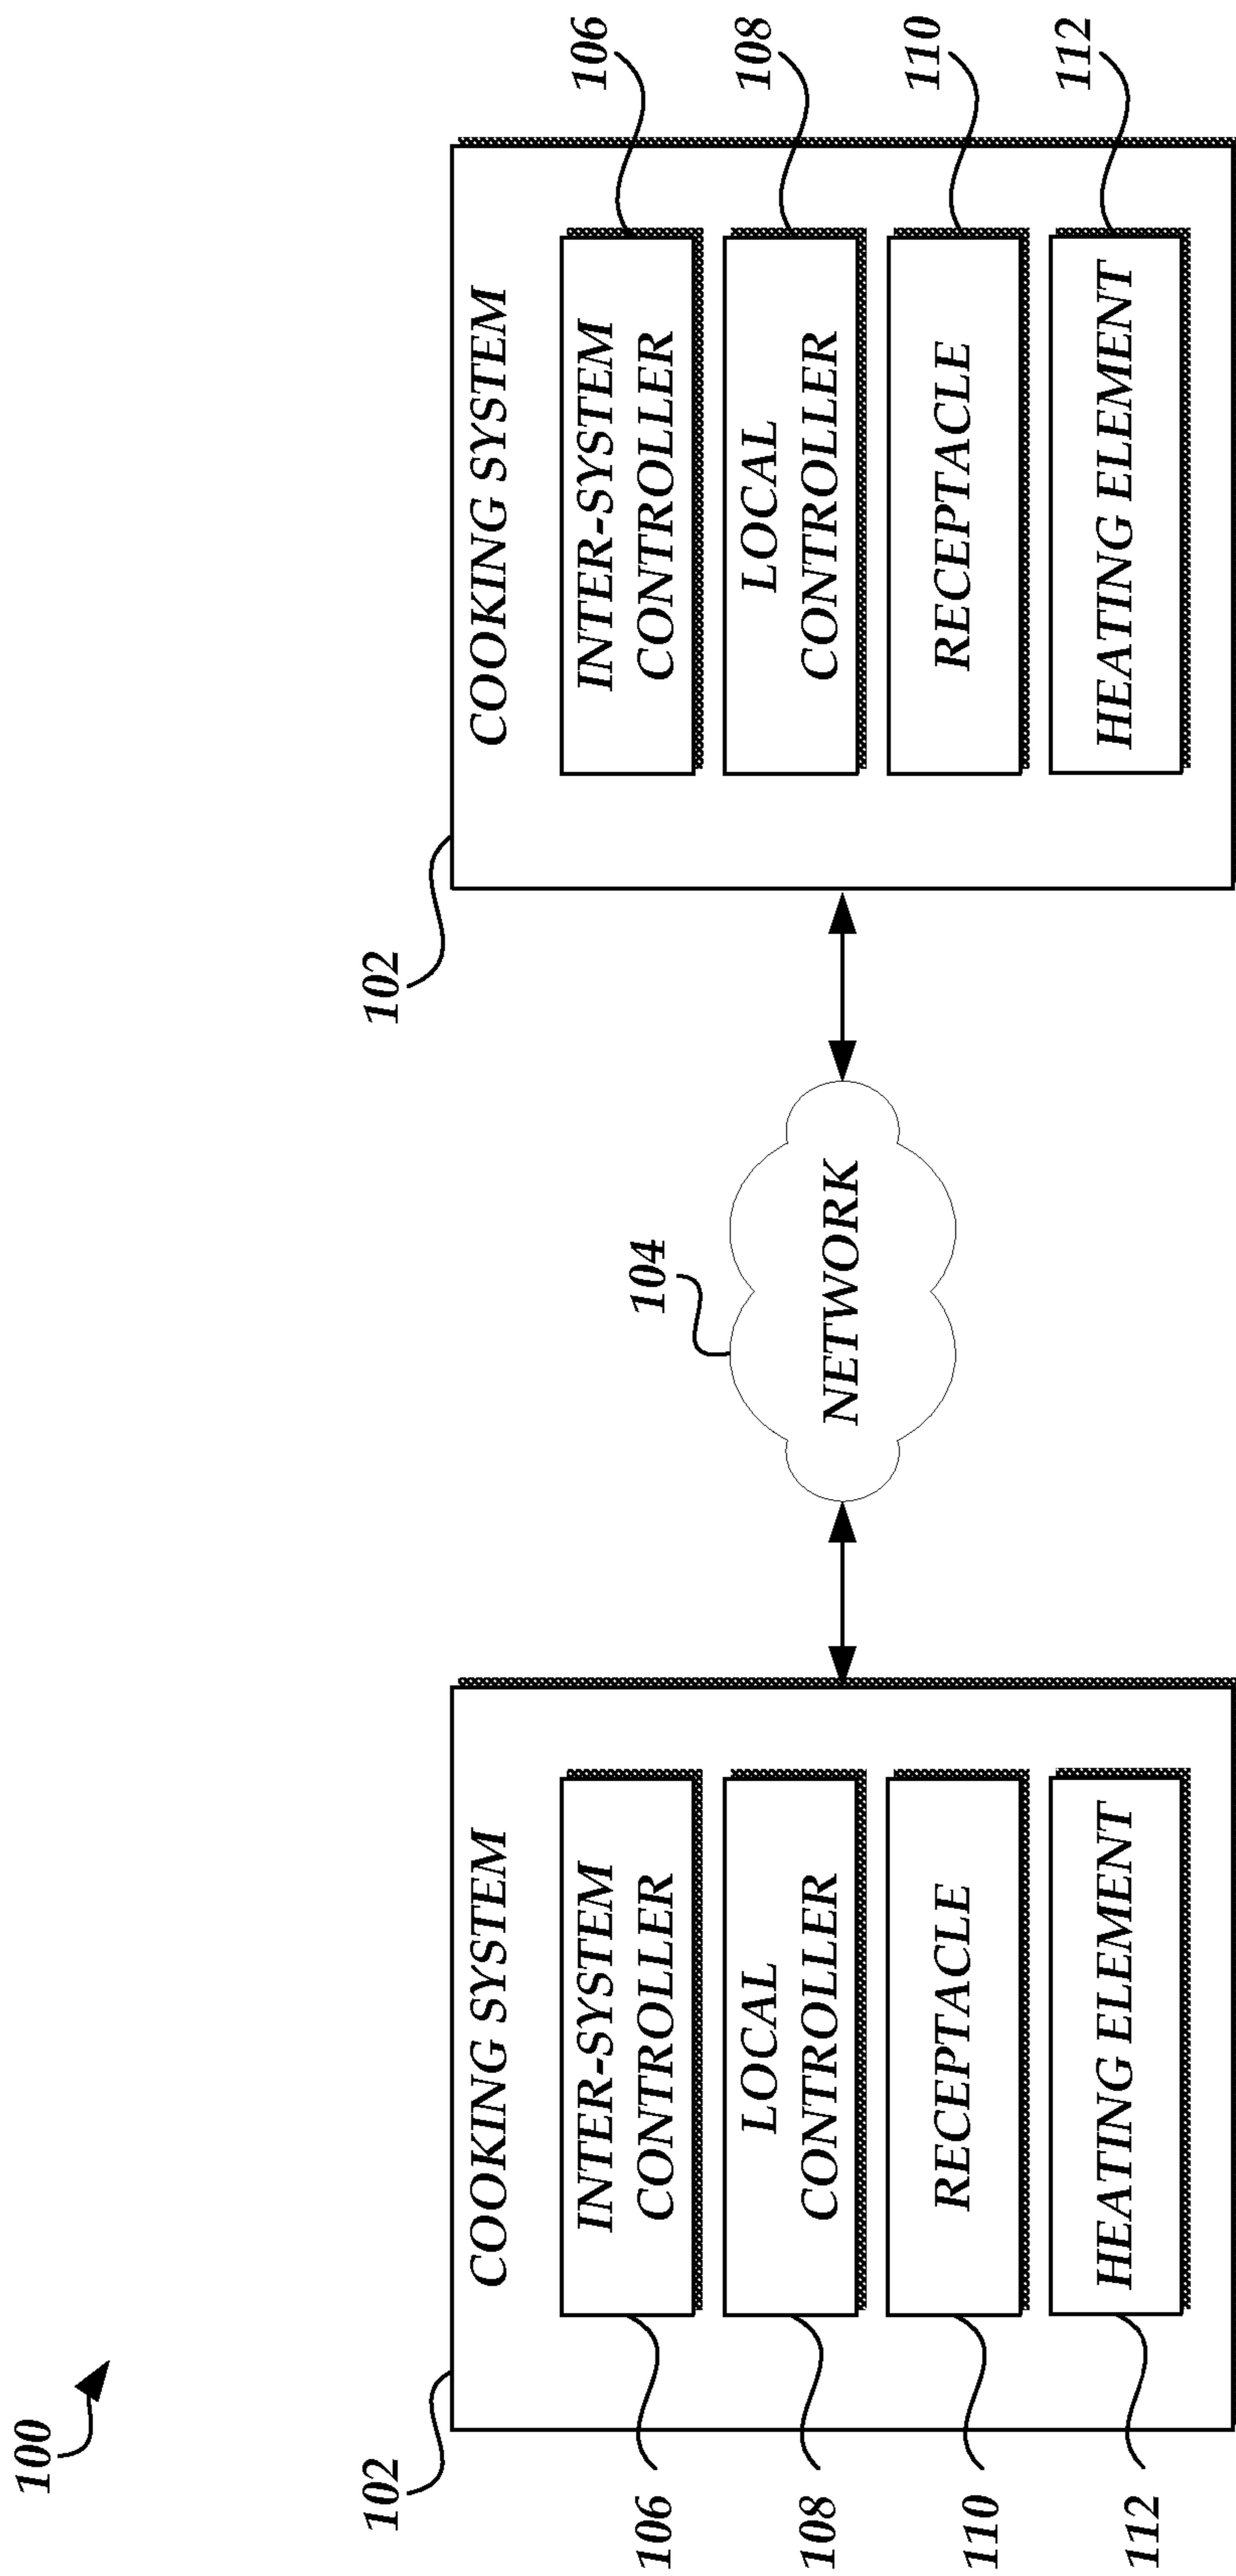 100
102
COOKING SYSTEM
106
INTER-SYSTEM
CONTROLLER
108
LOCAL
CONTROLLER
110
RECEPTACLE
112
HEATING ELEMENT
104
NETWORK
102
COOKING SYSTEM
INTER-SYSTEM
CONTROLLER
106
LOCAL
CONTROLLER
108
RECEPTACLE
110
HEATING ELEMENT
112